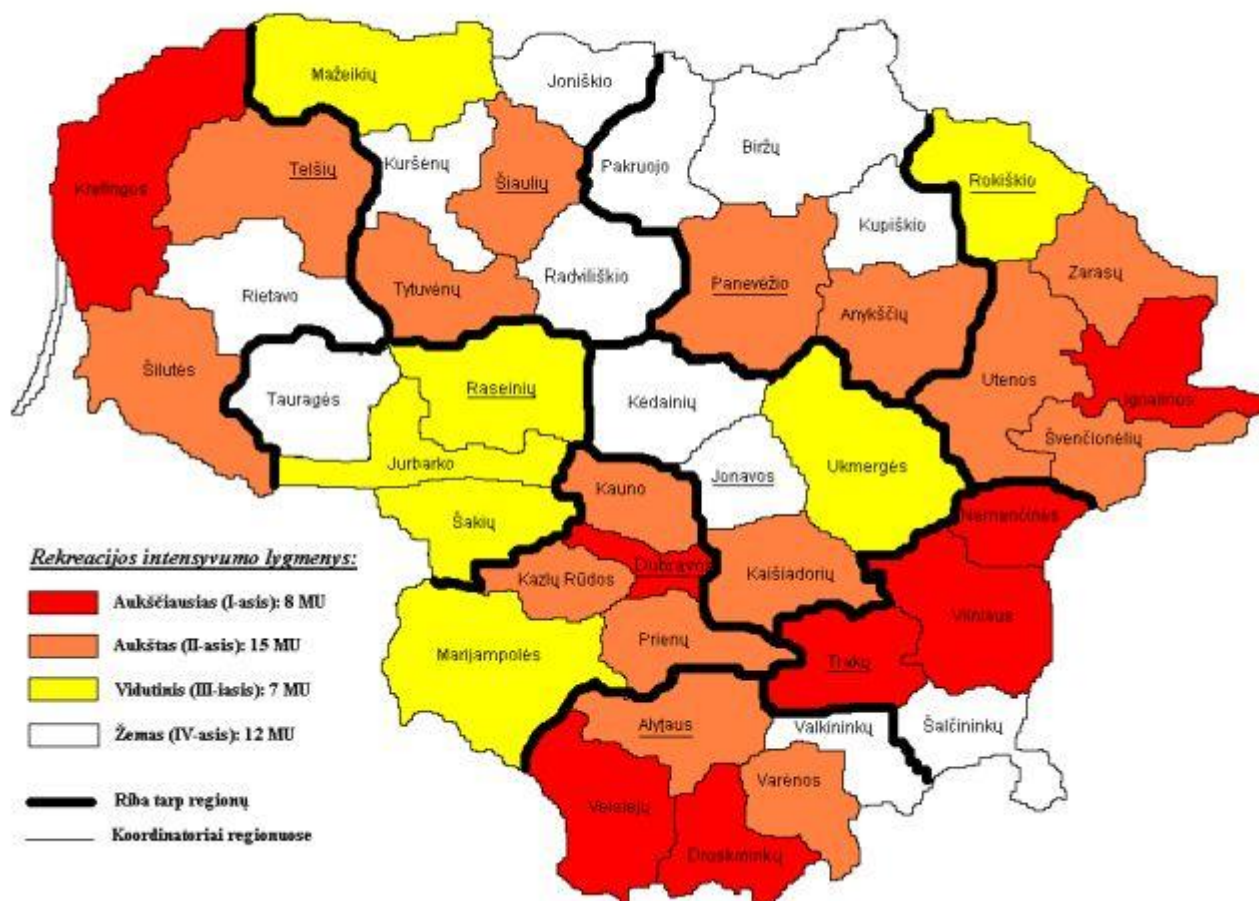 Mažeikių
Joniškio
Kretingos
Telšių
Kuršėnų
Šiaulių
Pakruojo
Biržų
Rokiškio
Kupiškio
Rietavo
Tytuvėnų
Radviliškio
Panevėžio
Anykščių
Zarasų
Šilutės
Tauragės
Raseinių
Kėdainių
Utenos
Ignalinos
Švenčionėlių
Jurbarko
Šakių
Kauno
Jonavos
Ukmergės
Nemenčinės
Kazlų Rūdos
Dubravos
Kaišiadorių
Vilniaus
Marijampolės
Prienų
Trakų
Alytaus
Valkininkų
Šalčininkų
Veisiejų
Varėnos
Druskininkų
Rekreacijos intensyvumo lygmenys:
Aukščiausias (I-asis): 8 MU
Aukštas (II-asis): 15 MU
Vidutinis (III-iasis): 7 MU
Žemas (IV-asis): 12 MU
Riba tarp regionų
Koordinatoriai regionuose